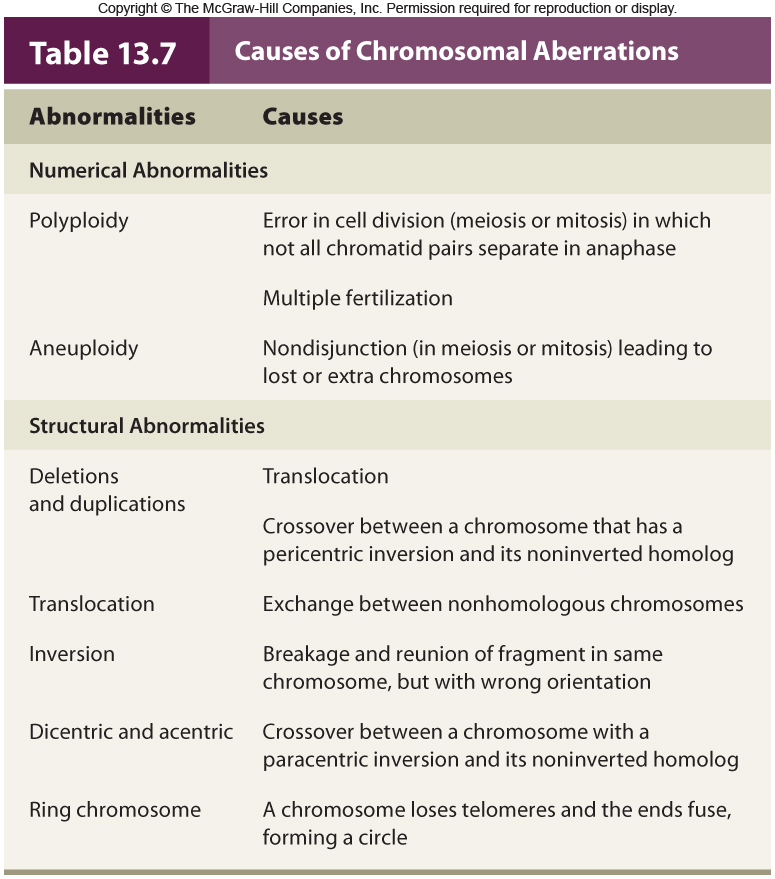 Copyright © The McGraw-Hill Companies, Inc. Permission required for reproduction or display.
Table 13.7 Causes of Chromosomal Aberrations
Abnormalities Causes
Numerical Abnormalities
Polyploidy Error in cell division (meiosis or mitosis) in which
not all chromatid pairs separate in anaphase
Multiple fertilization
Aneuploidy Nondisjunction (in meiosis or mitosis) leading to
lost or extra chromosomes
Structural Abnormalities
Deletions Translocation
and duplications
Crossover between a chromosome that has a
pericentric inversion and its noninverted homolog
Translocation Exchange between nonhomologous chromosomes
Inversion Breakage and reunion of fragment in same
chromosome, but with wrong orientation
Dicentric and acentric Crossover between a chromosome with a
paracentric inversion and its noninverted homolog
Ring chromosome A chromosome loses telomeres and the ends fuse,
forming a circle